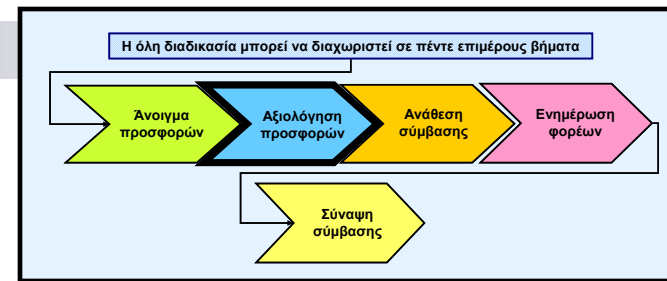 Η όλη διαδικασία μπορεί να διαχωριστεί σε πέντε επιμέρους βήματα
Άνοιγμα
προσφορών
Αξιολόγηση
προσφορών
Ανάθεση
σύμβασης
Ενημέρωση
φορέων
Σύναψη
σύμβασης